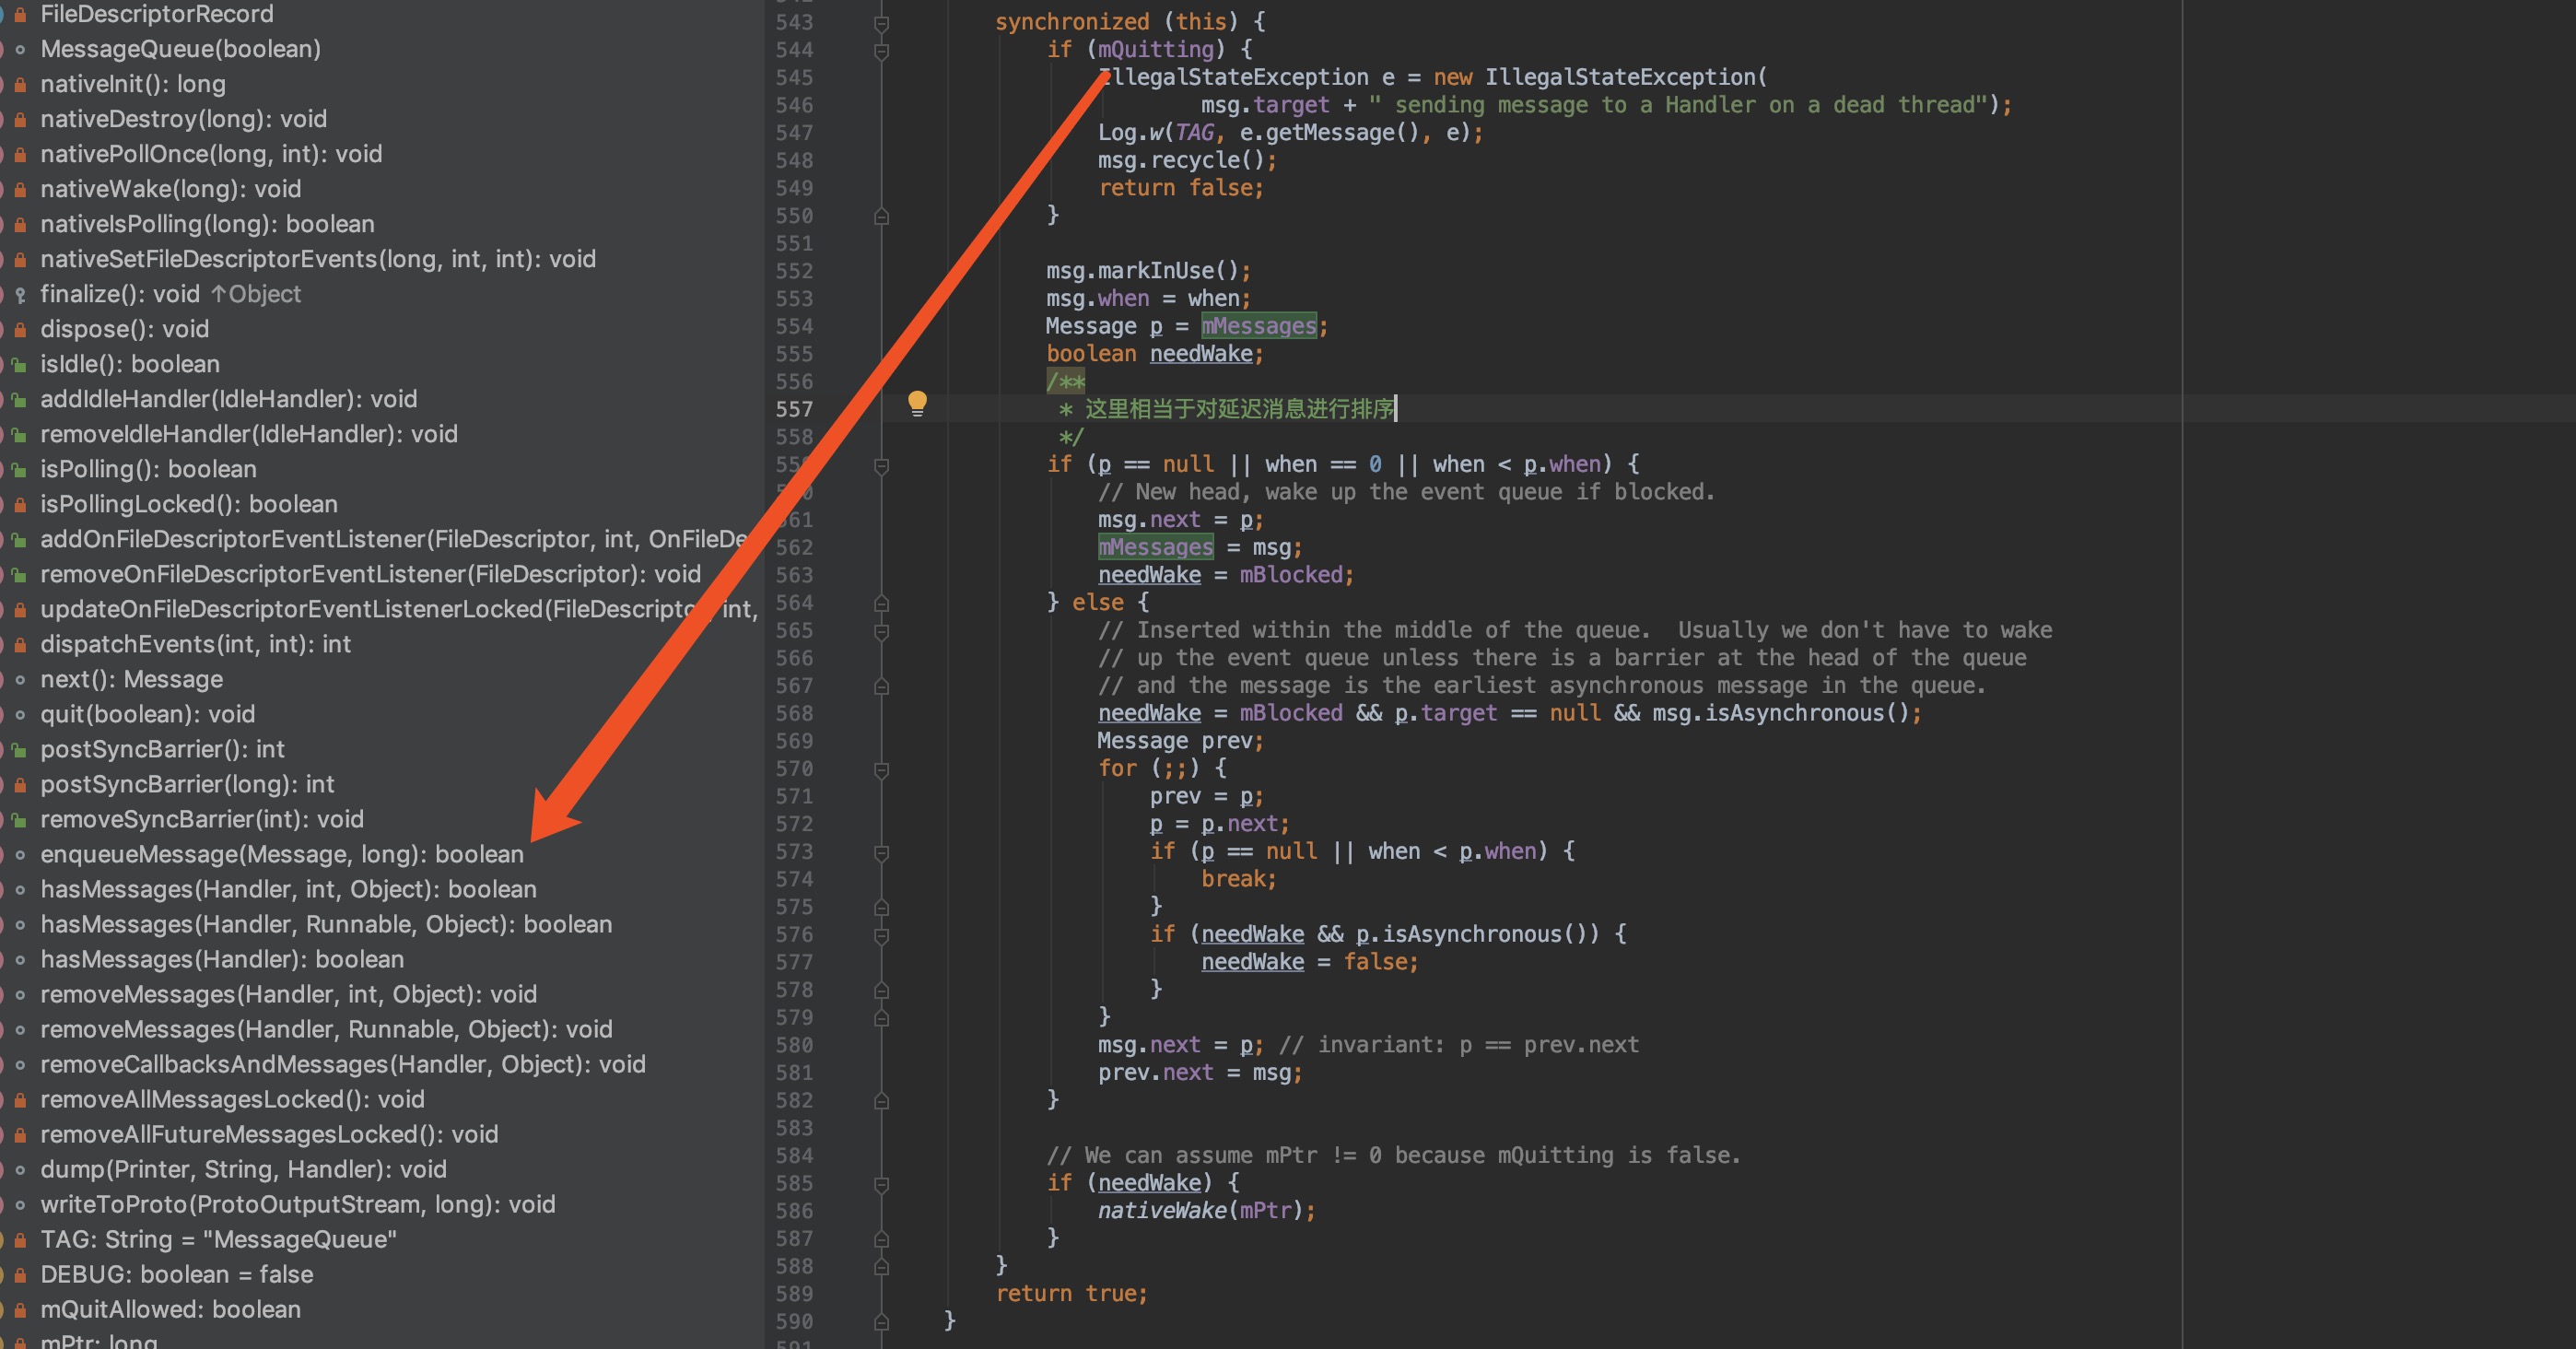 FileDescriptorRecord
MessageQueue(boolean)
nativeInit(): long
nativeDestroy(long): void
nativePollOnce(long, int): void
nativeWake(long): void
nativeIsPolling(long): boolean
nativeSetFileDescriptorEvents(long, int, int): void
finalize(): void ↑Object
dispose(): void
isIdle(): boolean
addIdleHandler(IdleHandler): void
removeIdleHandler(IdleHandler): void
isPolling(): boolean
isPollingLocked(): boolean
addOnFileDescriptorEventListener(FileDescriptor, int, OnFileDe
removeOnFileDescriptorEventListener(FileDescriptor): void
updateOnFileDescriptorEventListenerLocked(FileDescripto int,
dispatchEvents(int, int): int
next(): Message
quit(boolean): void
postSyncBarrier(): int
postSyncBarrier(long): int
removeSyncBarrier(int): void
enqueueMessage(Message, long): boolean
hasMessages(Handler, int, Object): boolean
hasMessages(Handler, Runnable, Object): boolean
hasMessages(Handler): boolean
removeMessages(Handler, int, Object): void
removeMessages(Handler, Runnable, Object): void
removeCallbacksAndMessages(Handler, Object): void
removeAllMessagesLocked(): void
removeAllFutureMessagesLocked(): void
dump(Printer, String, Handler): void
writeToProto(ProtoOutputStream, long): void
TAG: String = "MessageQueue"
DEBUG: boolean = false
mQuitAllowed: boolean
mPtr: long
543 synchronized (this) {
544 if (mQuitting) {
545 IllegalStateException e = new IllegalStateException(
546 msg.target + " sending message to a Handler on a dead thread");
547 Log.w(TAG, e.getMessage(), e);
548 msg.recycle();
549 return false;
550 }
551
552 msg.markInUse();
553 msg.when = when;
554 Message p = mMessages;
555 boolean needWake;
556 /**
557 * 这里相当于对延迟消息进行排序
558 */
559 if (p == null || when == 0 || when < p.when) {
// New head, wake up the event queue if blocked.
561 msg.next = p;
562 mMessages = msg;
563 needWake = mBlocked;
564 } else {
565 // Inserted within the middle of the queue.  Usually we don't have to wake
566 // up the event queue unless there is a barrier at the head of the queue
567 // and the message is the earliest asynchronous message in the queue.
568 needWake = mBlocked && p.target == null && msg.isAsynchronous();
569 Message prev;
570 for (;;) {
571 prev = p;
572 p = p.next;
573 if (p == null || when < p.when) {
574 break;
575 }
576 if (needWake && p.isAsynchronous()) {
577 needWake = false;
578 }
579 }
580 msg.next = p; // invariant: p == prev.next
581 prev.next = msg;
582 }
583
584 // We can assume mPtr != 0 because mQuitting is false.
585 if (needWake) {
586 nativeWake(mPtr);
587 }
588 }
589 return true;
590 }